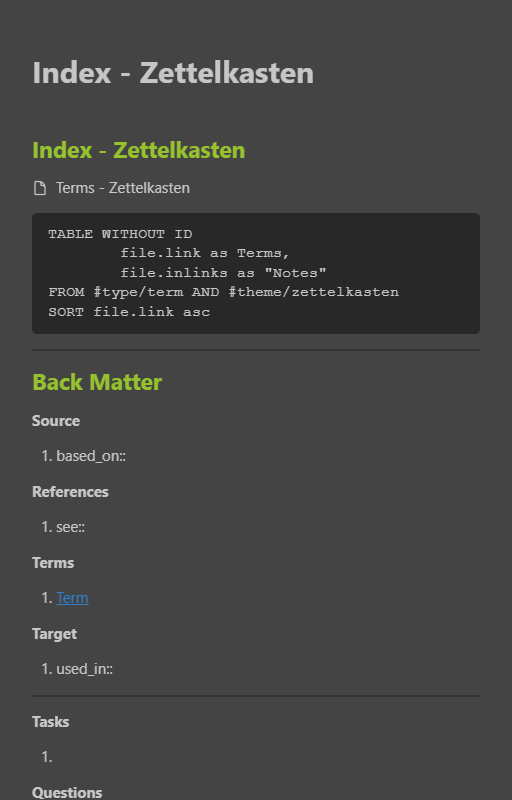 Index - Zettelkasten
Index - Zettelkasten
Terms - Zettelkasten
TABLE WITHOUT ID
        file.link as Terms,
        file.inlinks as "Notes"
FROM #type/term AND #theme/zettelkasten
SORT file.link asc
Back Matter
Source
1. based_on::
References
1. see::
Terms
1. Term
Target
1. used_in::
Tasks
1.
Questions